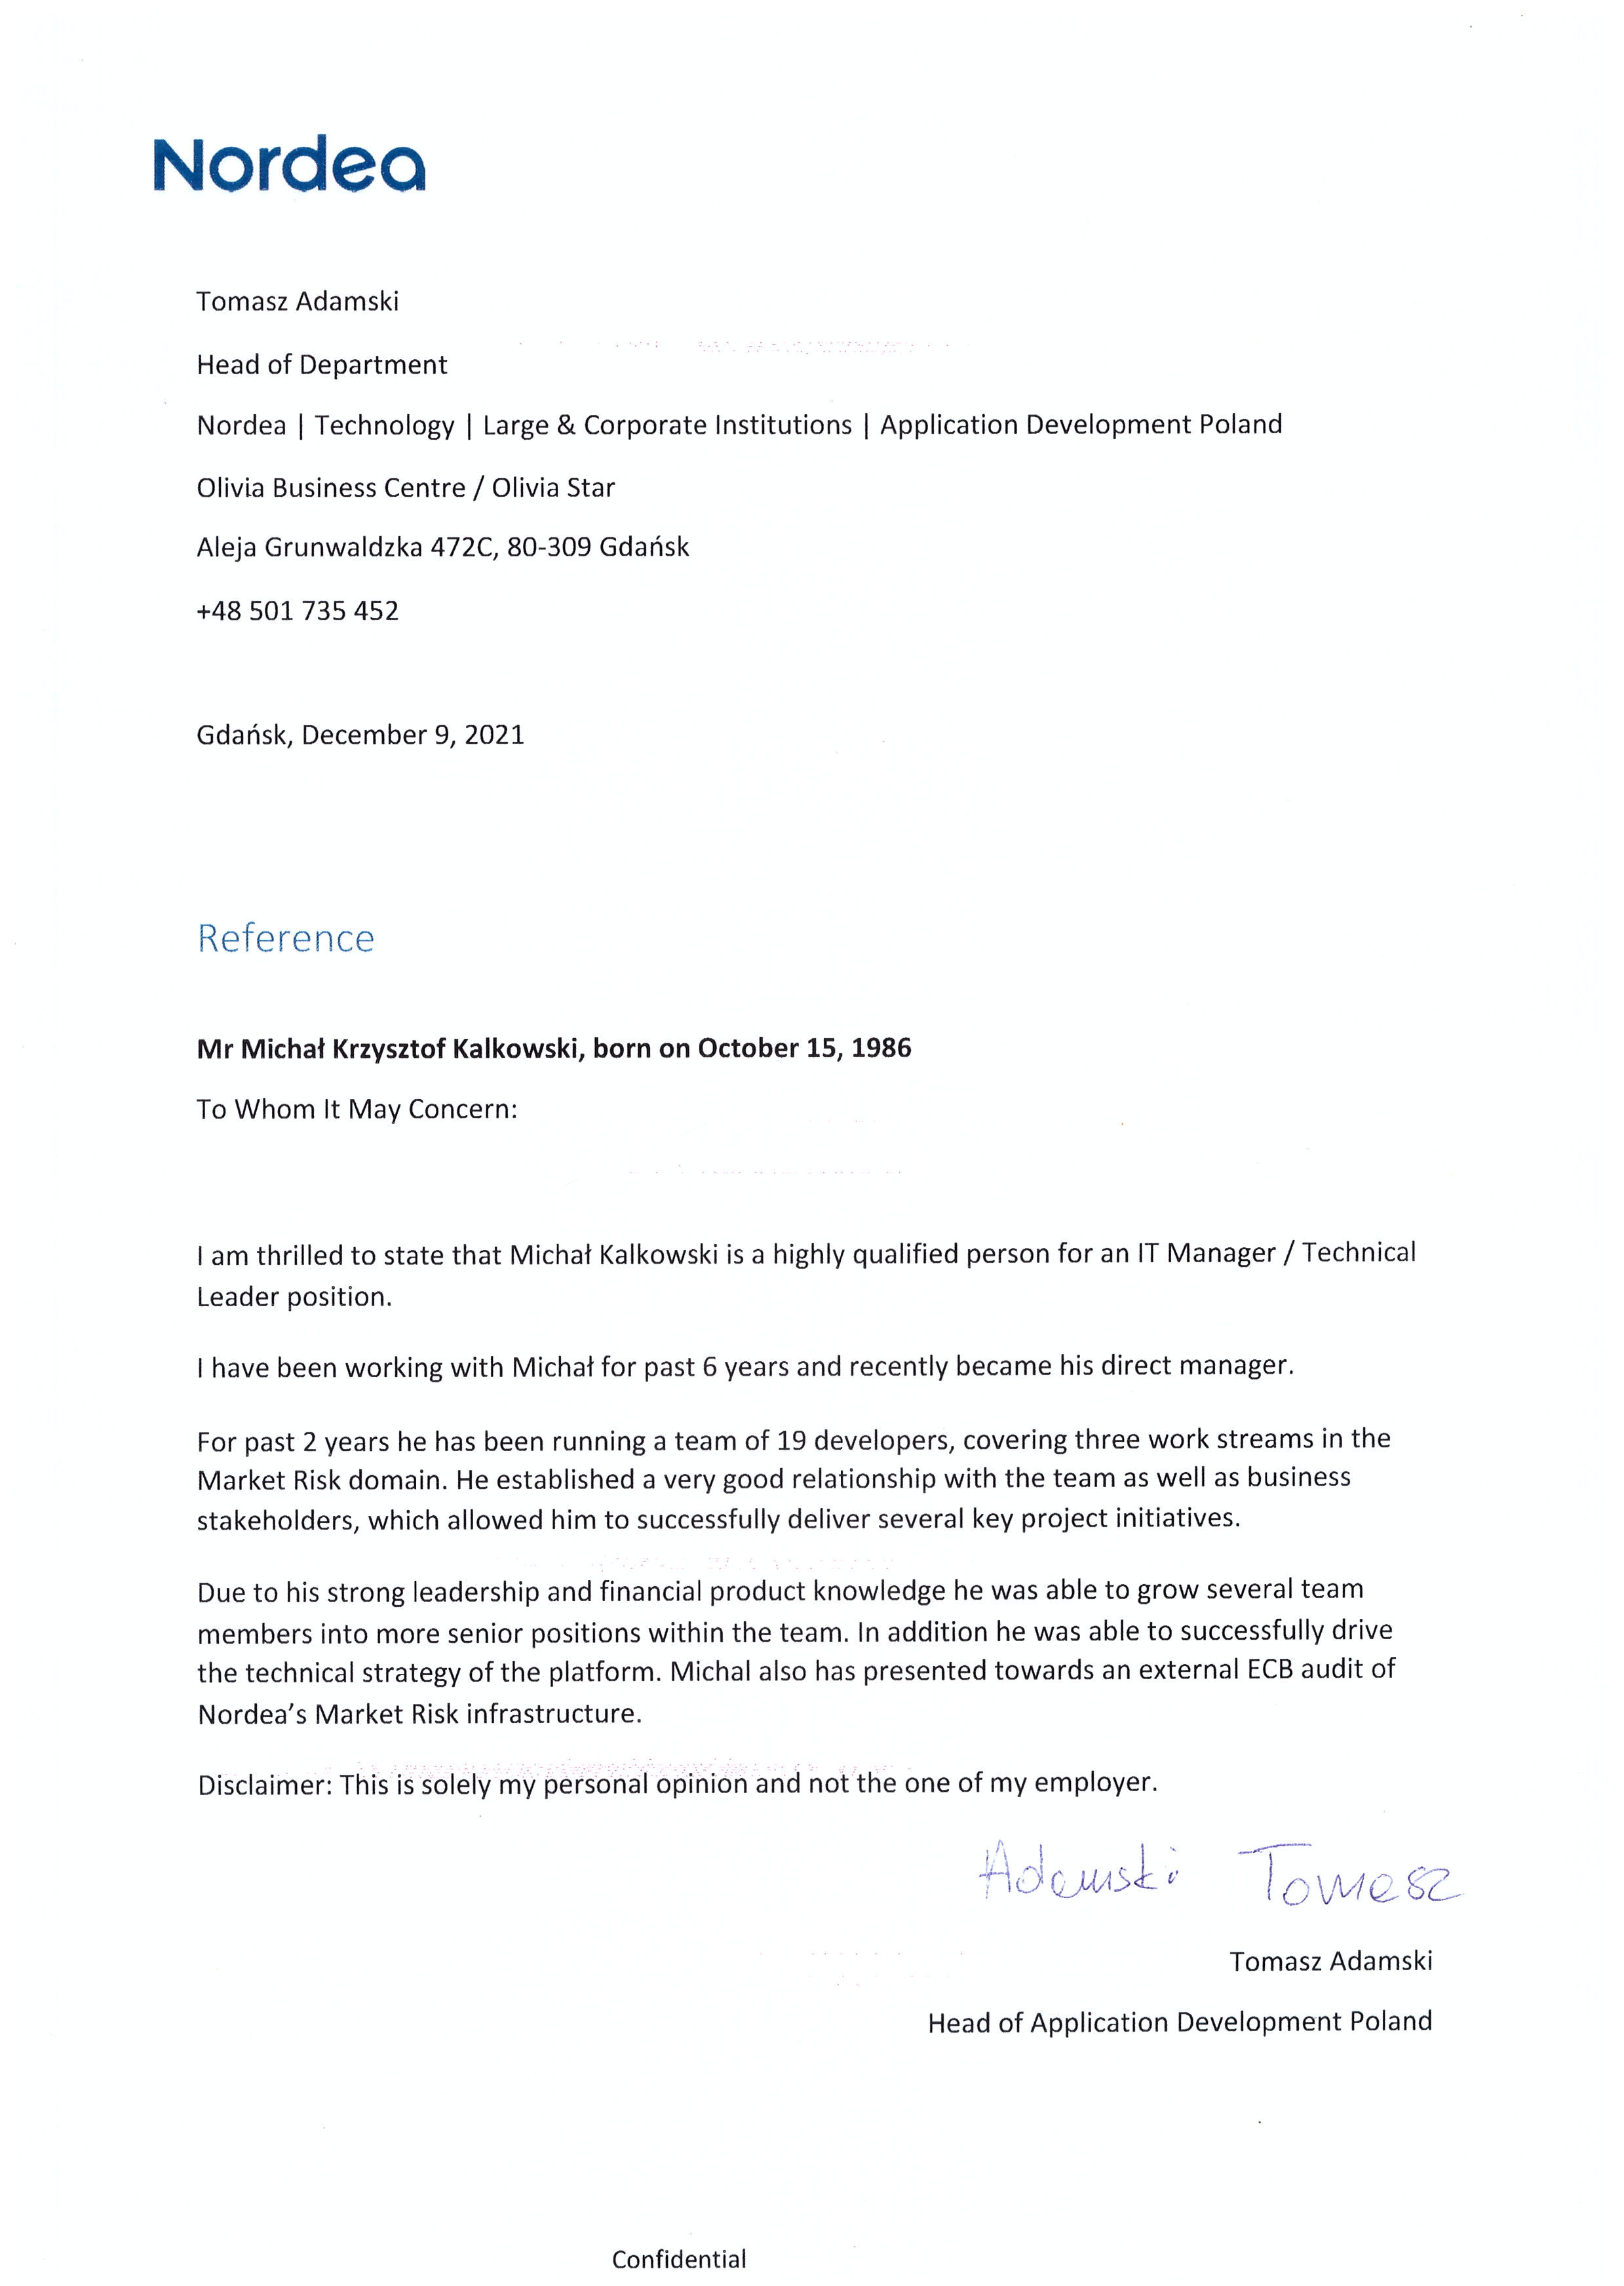 Nordea
Tomasz Adamski
Head of Department
Nordea | Technology | Large & Corporate Institutions | Application Development Poland
Olivia Business Centre / Olivia Star
Aleja Grunwaldzka 472C, 80-309 Gdańsk
+48 501 735 452
Gdańsk, December 9, 2021
Reference
Mr Michał Krzysztof Kalkowski, born on October 15, 1986
To Whom It May Concern:
I am thrilled to state that Michał Kalkowski is a highly qualified person for an IT Manager / Technical
Leader position.
I have been working with Michał for past 6 years and recently became his direct manager.
For past 2 years he has been running a team of 19 developers, covering three work streams in the
Market Risk domain. He established a very good relationship with the team as well as business
stakeholders, which allowed him to successfully deliver several key project initiatives.
Due to his strong leadership and financial product knowledge he was able to grow several team
members into more senior positions within the team. In addition he was able to successfully drive
the technical strategy of the platform. Michal also has presented towards an external ECB audit of
Nordea’s Market Risk infrastructure.
Disclaimer: This is solely my personal opinion and not the one of my employer.
Adamski Tomasz
Tomasz Adamski
Head of Application Development Poland
Confidential